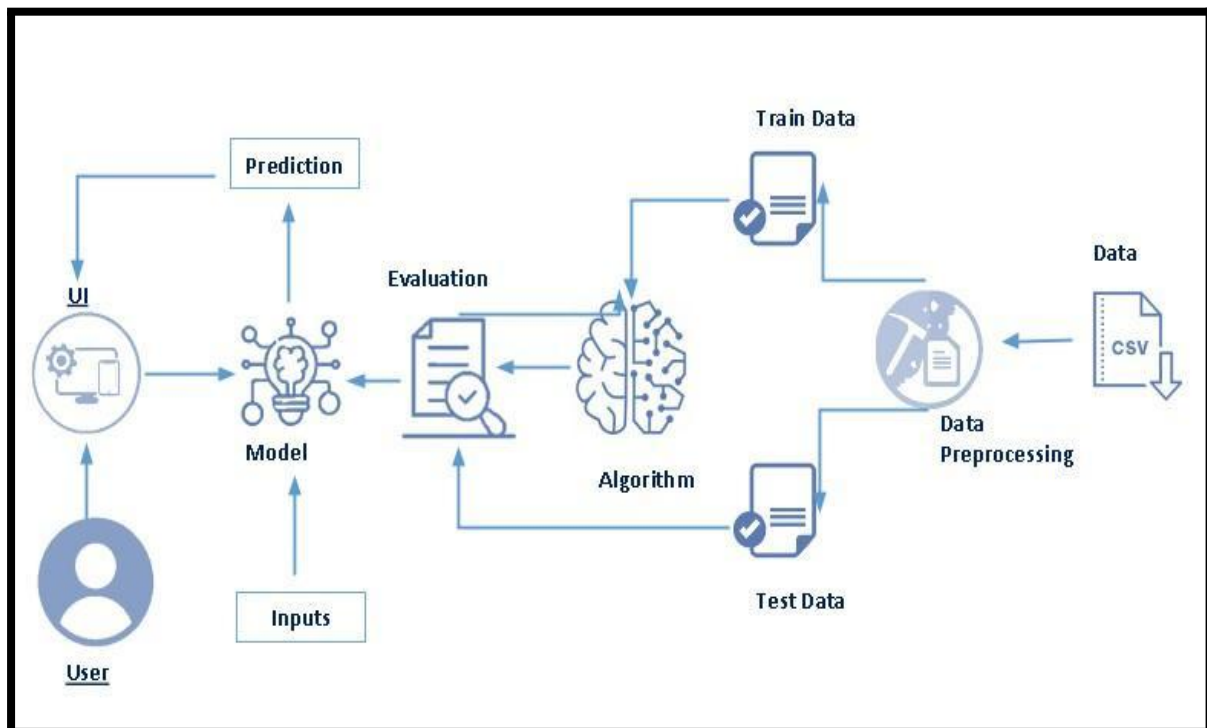 Train Data
Prediction
Data
Evaluation
UI
CSV
Data
Preprocessing
Model
Algorithm
Test Data
Inputs
User